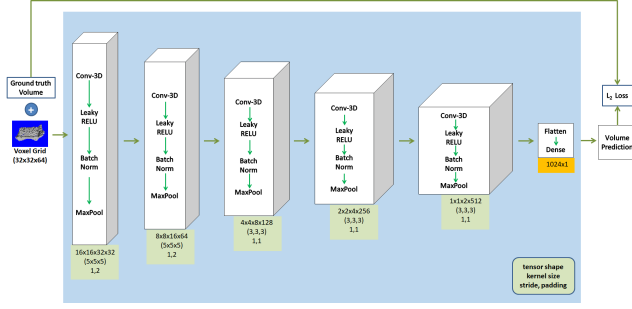 Ground truth
Volume
+
Voxel Grid
(32x32x64)
Conv-3D
Leaky
RELU
Batch
Norm
MaxPool
16x16x32x32
(5x5x5)
1,2
Conv-3D
Leaky
RELU
Batch
Norm
MaxPool
8x8x16x64
(5x5x5)
1,2
Conv-3D
Leaky
RELU
Batch
Norm
MaxPool
4x4x8x128
(3,3,3)
1,1
Conv-3D
Leaky
RELU
Batch
Norm
MaxPool
2x2x4x256
(3,3,3)
1,1
Conv-3D
Leaky
RELU
Batch
Norm
MaxPool
1x1x2x512
(3,3,3)
1,1
Flatten
Dense
1024x1
L2 Loss
Volume
Prediction
tensor shape
kernel size
stride, padding